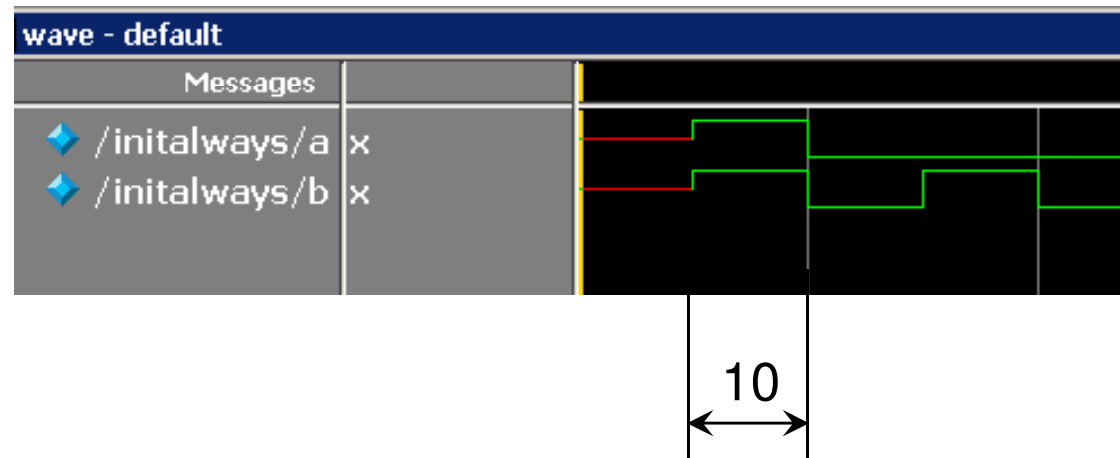 wave - default
Messages
/initalways/a x
/initalways/b x
10